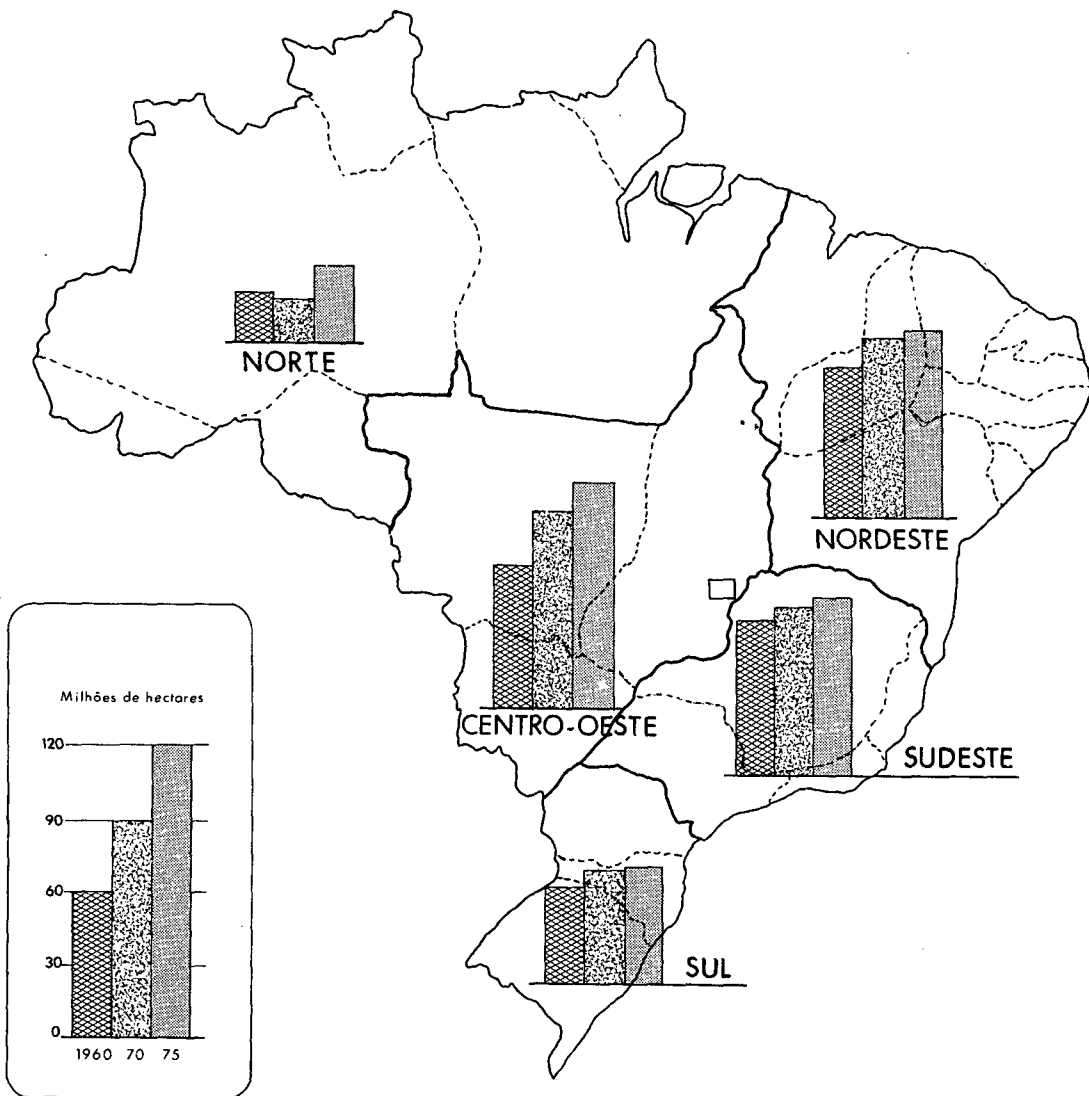 NORTE
NORDESTE
CENTRO-OESTE
SUDESTE
SUL
Milhões de hectares
120
90
60
30
0
1960 70 75